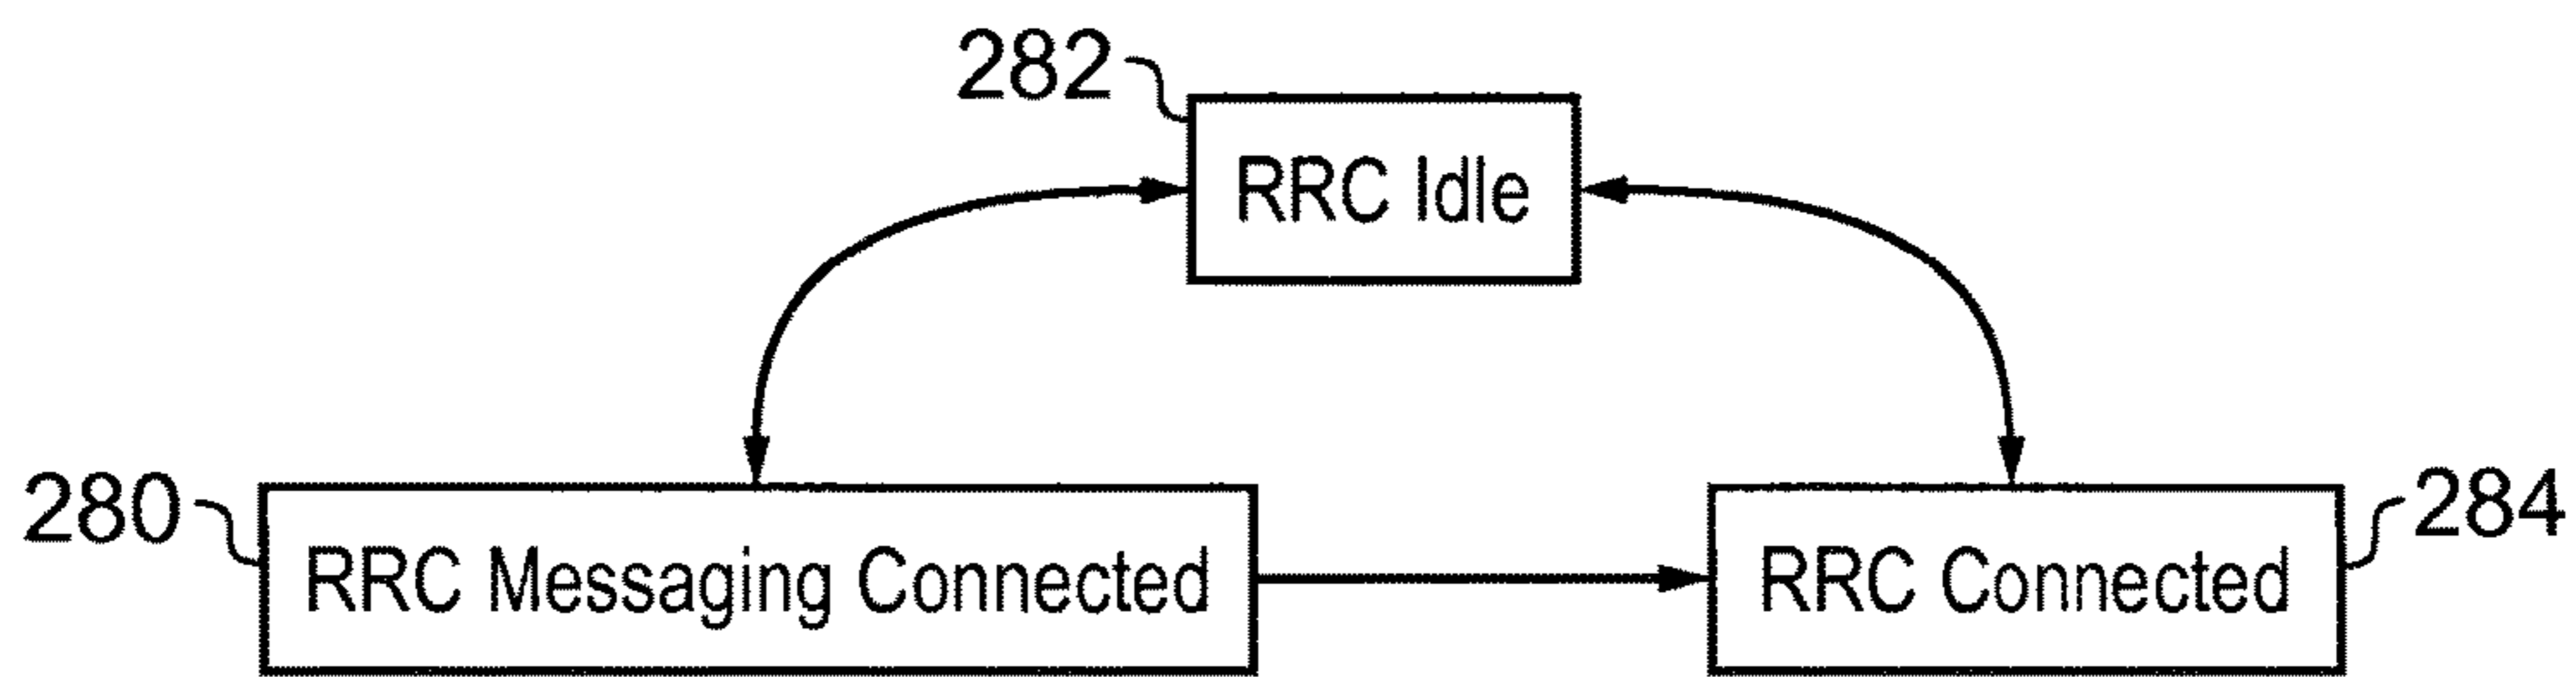 282
RRC Idle
280
RRC Messaging Connected
RRC Connected
284